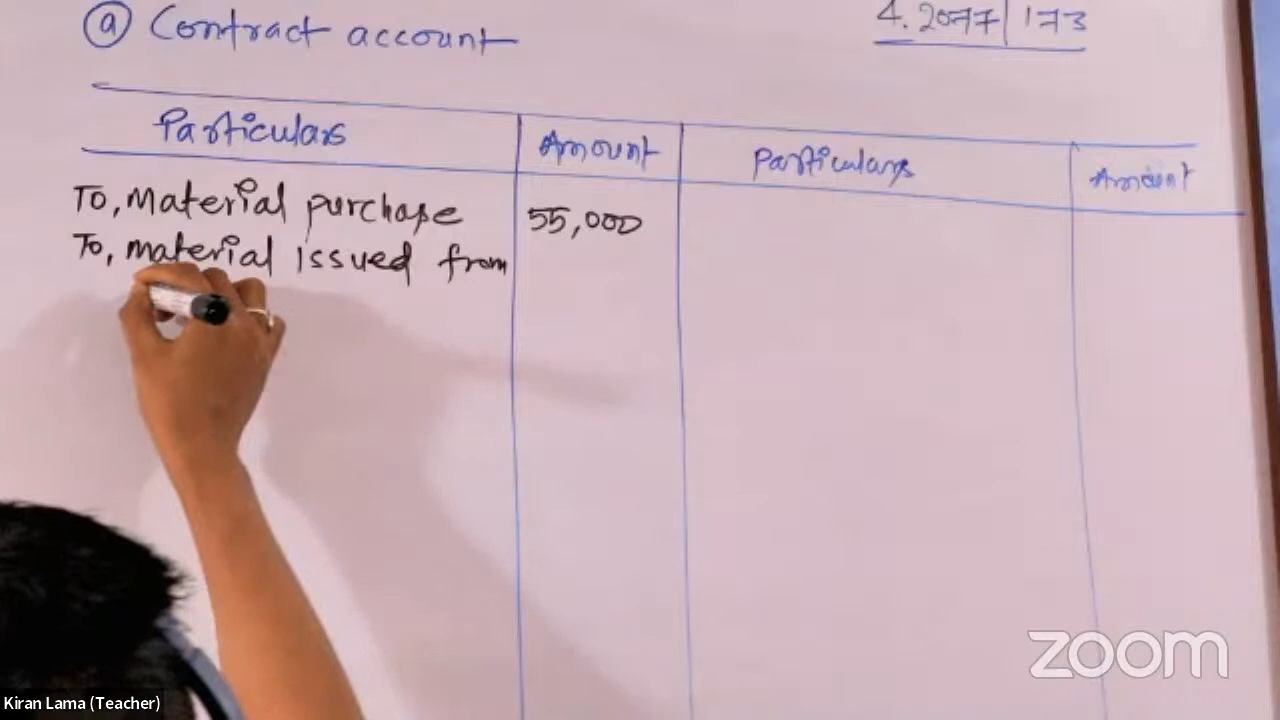 ⓐ Contract account
4. 2077/173
Particulars Amount Particulars Amount
To, Material purchase 55,000
To, material issued from
zoom
Kiran Lama (Teacher)